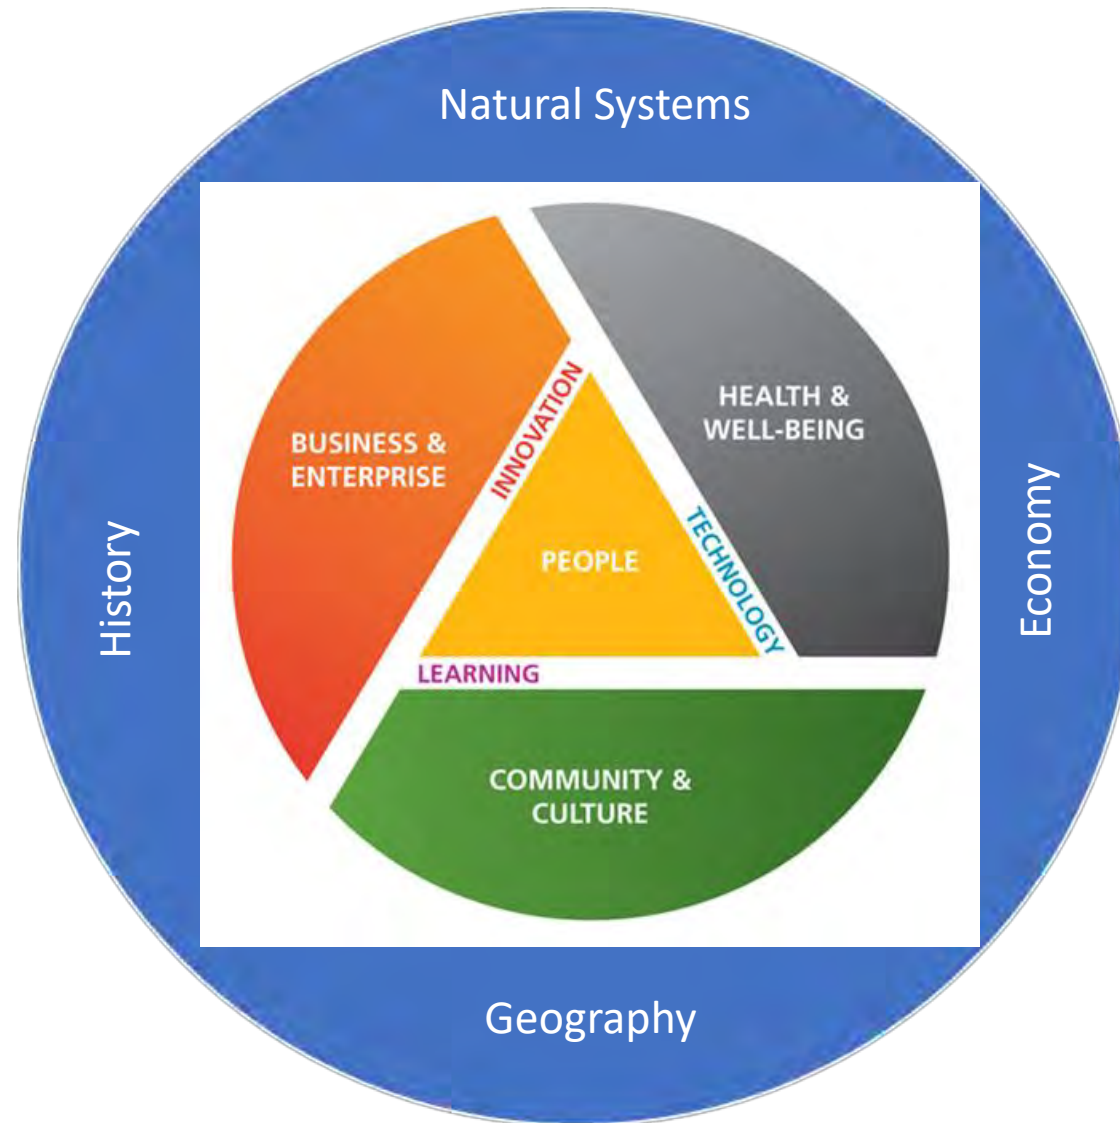 Natural Systems
HEALTH &
WELL-BEING
BUSINESS &
ENTERPRISE
INNOVATION
PEOPLE
TECHNOLOGY
LEARNING
COMMUNITY &
CULTURE
History
Economy
Geography